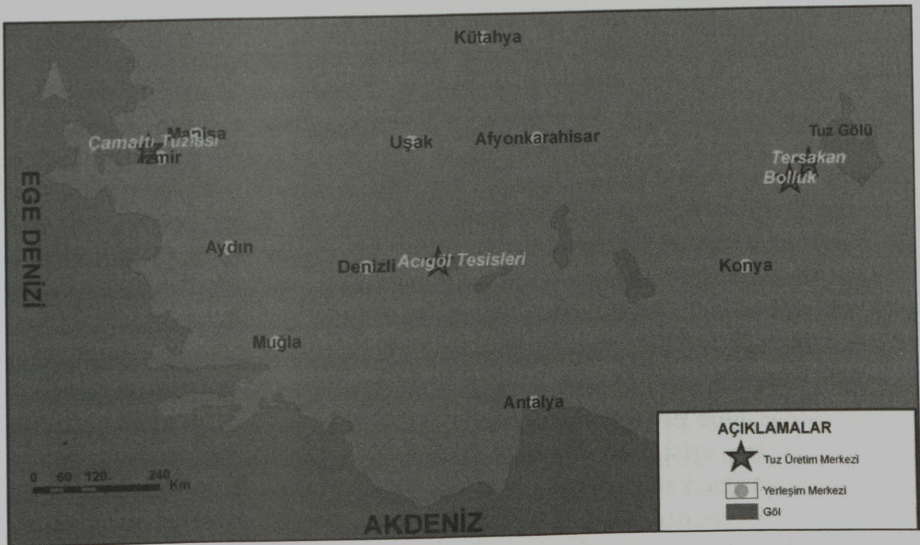 Kütahya
Manisa
Çamaltı Tuzlası
İzmir
Uşak
Afyonkarahisar
Tuz Gölü
Tersakan
Bolluk
EGE DENİZİ
Aydın
Denizli
Acıgöl Tesisleri
Konya
Muğla
Antalya
AKDENİZ
0 60 120 240
Km
AÇIKLAMALAR
Tuz Üretim Merkezi
Yerleşim Merkezi
Göl